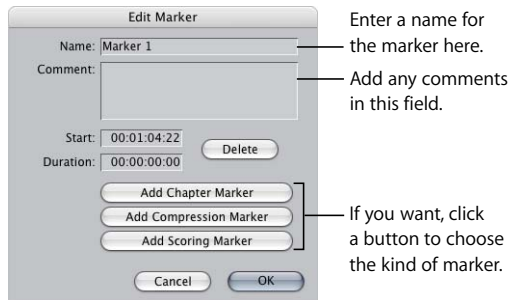 Edit Marker
Name: Marker 1
Comment:
Start: 00:01:04:22
Duration: 00:00:00:00
Delete
Add Chapter Marker
Add Compression Marker
Add Scoring Marker
Cancel OK
Enter a name for
the marker here.
Add any comments
in this field.
If you want, click
a button to choose
the kind of marker.